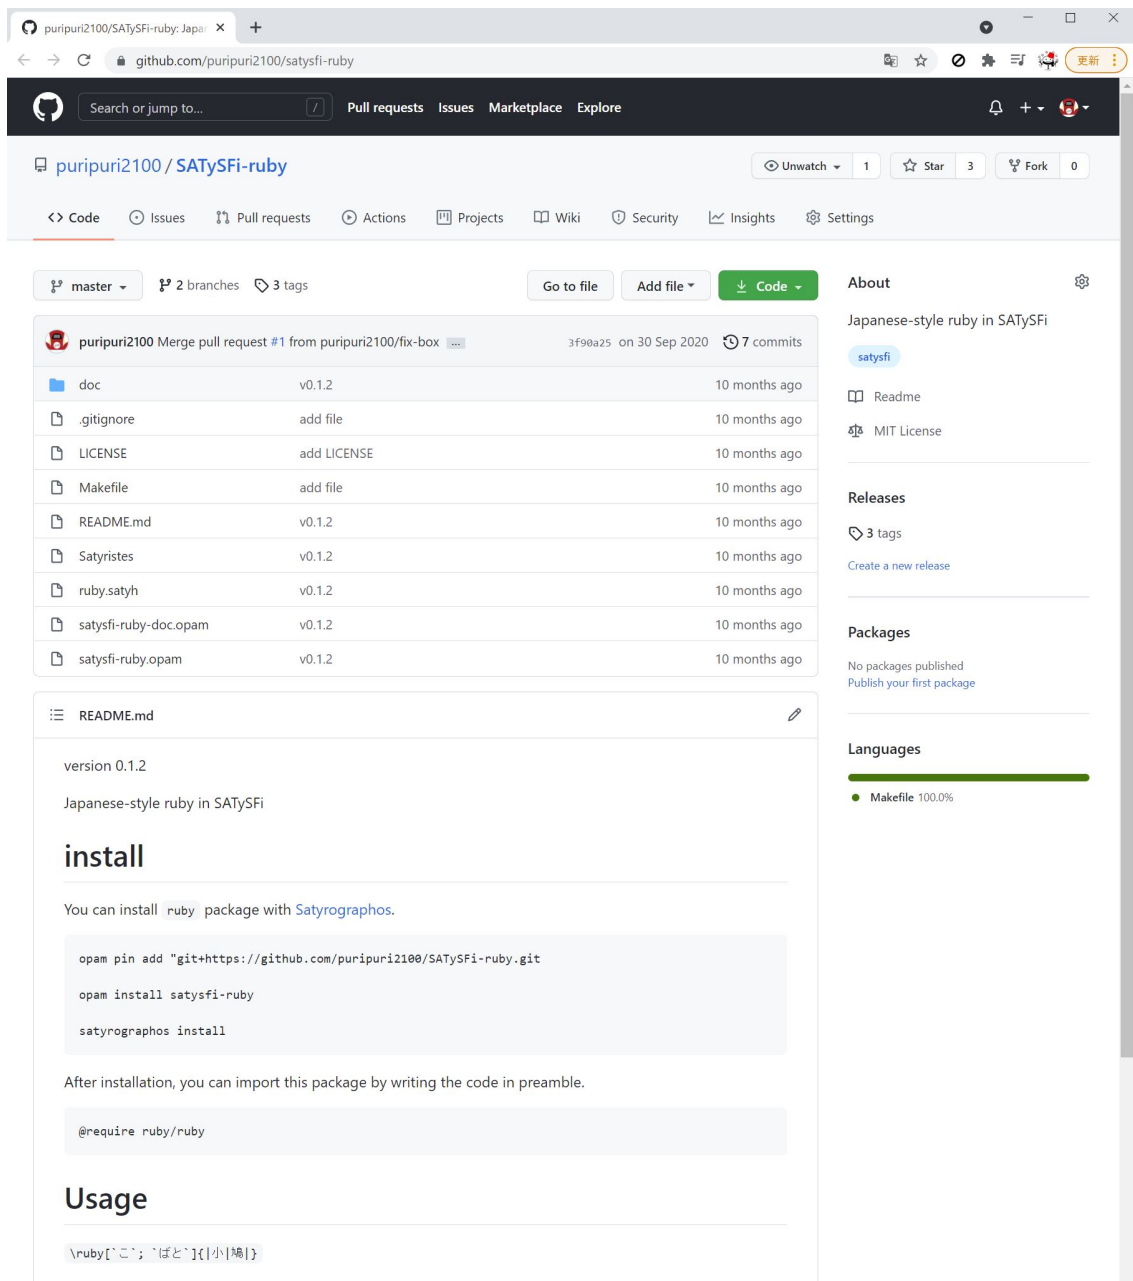 puripuri2100/SATySFi-ruby: Japa
github.com/puripuri2100/satysfi-ruby
更新
Search or jump to... /
Pull requests Issues Marketplace Explore
puripuri2100 / SATySFi-ruby
Unwatch 1 Star 3 Fork 0
Code Issues Pull requests Actions Projects Wiki Security Insights Settings
master 2 branches 3 tags Go to file Add file Code
puripuri2100 Merge pull request #1 from puripuri2100/fix-box ... 3f90a25 on 30 Sep 2020 7 commits
doc v0.1.2 10 months ago
.gitignore add file 10 months ago
LICENSE add LICENSE 10 months ago
Makefile add file 10 months ago
README.md v0.1.2 10 months ago
Satyristes v0.1.2 10 months ago
ruby.satyh v0.1.2 10 months ago
satysfi-ruby-doc.opam v0.1.2 10 months ago
satysfi-ruby.opam v0.1.2 10 months ago
README.md
version 0.1.2
Japanese-style ruby in SATySFi
install
You can install ruby package with Satyrographos.
opam pin add "git+https://github.com/puripuri2100/SATySFi-ruby.git
opam install satysfi-ruby
satyrographos install
After installation, you can import this package by writing the code in preamble.
@require ruby/ruby
Usage
\ruby[`こ`; `ばと`]{|小|鳩|}
About
Japanese-style ruby in SATySFi
satysfi
Readme
MIT License
Releases
3 tags
Create a new release
Packages
No packages published
Publish your first package
Languages
Makefile 100.0%